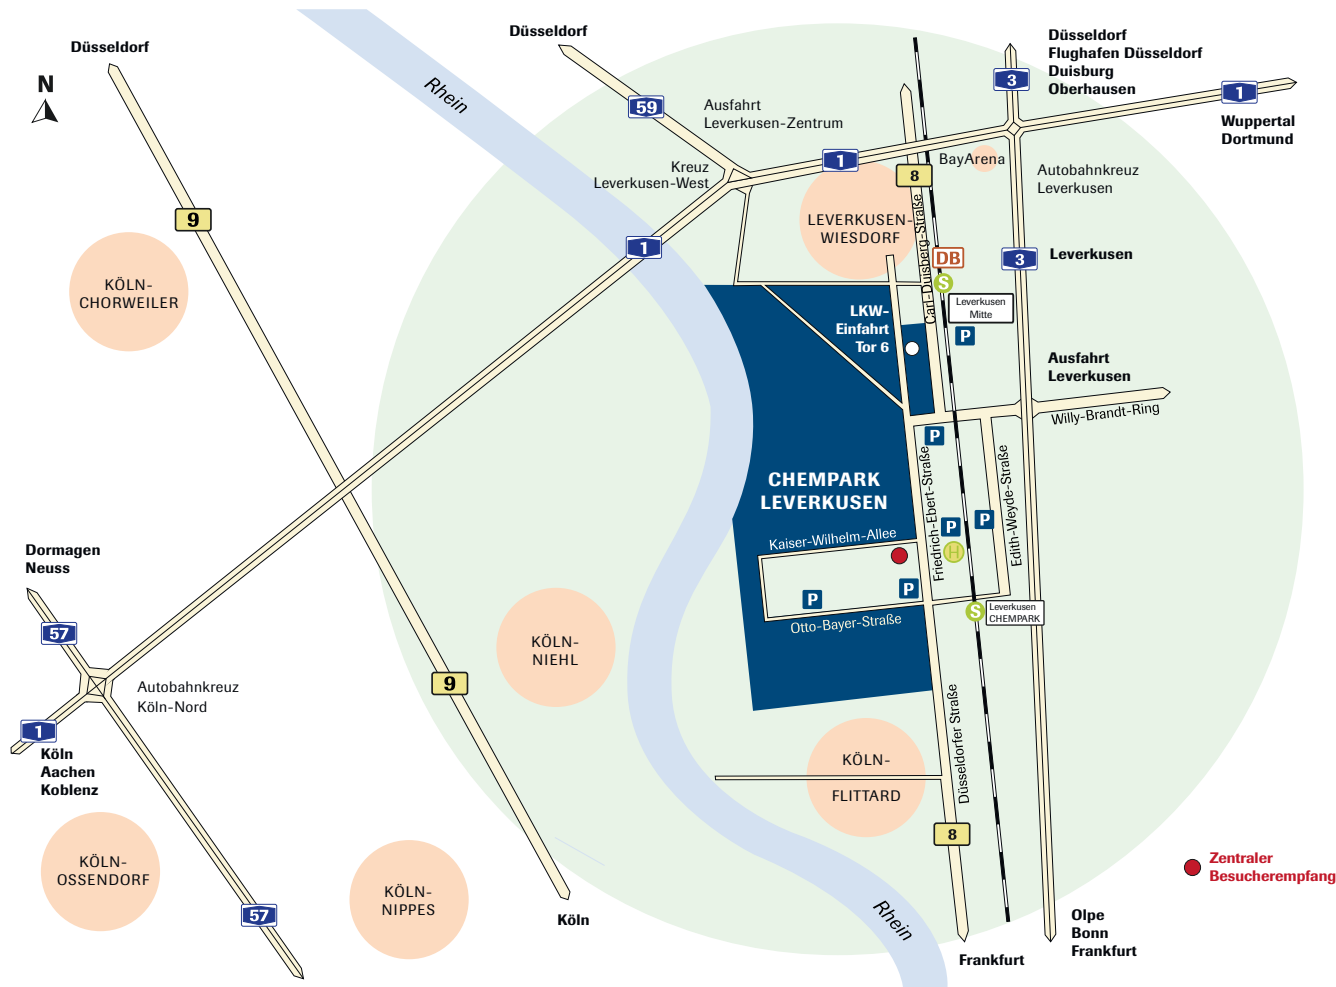 Düsseldorf
N
9
KÖLN-
CHORWEILER
Rhein
Düsseldorf
59
Ausfahrt
Leverkusen-Zentrum
Kreuz
Leverkusen-West
1
1
Düsseldorf
Flughafen Düsseldorf
Duisburg
Oberhausen
3
1
Wuppertal
Dortmund
BayArena
8
Autobahnkreuz
Leverkusen
LEVERKUSEN-
WIESDORF
Carl-Duisberg-Straße
DB
S
Leverkusen
Mitte
P
3
Leverkusen
LKW-
Einfahrt
Tor 6
Ausfahrt
Leverkusen
Willy-Brandt-Ring
P
CHEMPARK
LEVERKUSEN
Friedrich-Ebert-Straße
Edith-Weyde-Straße
P
P
H
Kaiser-Wilhelm-Allee
P
P
Otto-Bayer-Straße
S
Leverkusen
CHEMPARK
Dormagen
Neuss
57
Autobahnkreuz
Köln-Nord
1
Köln
Aachen
Koblenz
9
KÖLN-
NIEHL
KÖLN-
FLITTARD
Düsseldorfer Straße
8
KÖLN-
OSSENDORF
57
KÖLN-
NIPPES
Köln
Rhein
Frankfurt
Olpe
Bonn
Frankfurt
Zentraler
Besucherempfang